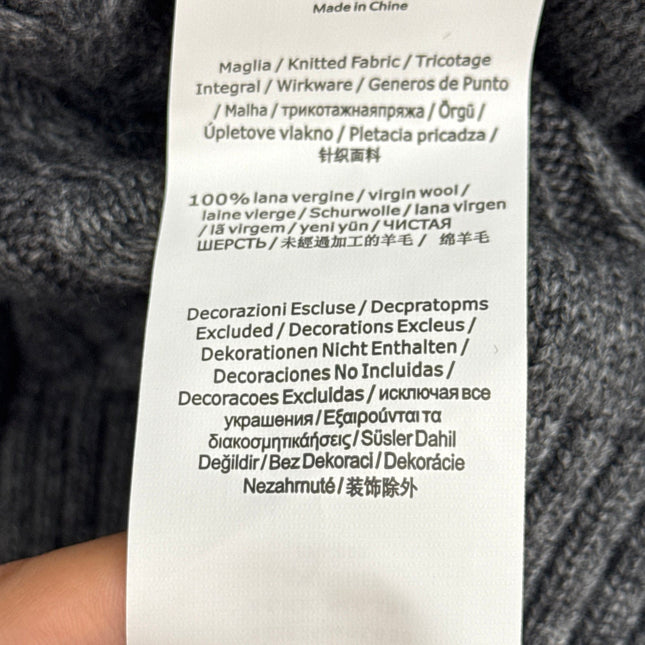 Made in Chine
Maglia / Knitted Fabric / Tricotage
Integral / Wirkware / Generos de Punto
/ Malha / трикотажнаяпряжа / Örgü /
Úpletove vlakno / Pletacia pricadza /
针织面料
100% lana vergine / virgin wool /
laine vierge / Schurwolle / lana virgen
/ lã virgem / yeni yün / ЧИСТАЯ
ШЕРСТЬ / 未經過加工的羊毛 / 绵羊毛
Decorazioni Escluse / Decpratopms
Excluded / Decorations Excleus /
Dekorationen Nicht Enthalten /
Decoraciones No Incluidas /
Decoracoes Excluldas / исключая все
украшения / Εξαιρούνται τα
διακοσμητικάήσεις / Süsler Dahil
Değildir / Bez Dekoraci / Dekorácie
Nezahrnuté / 装饰除外